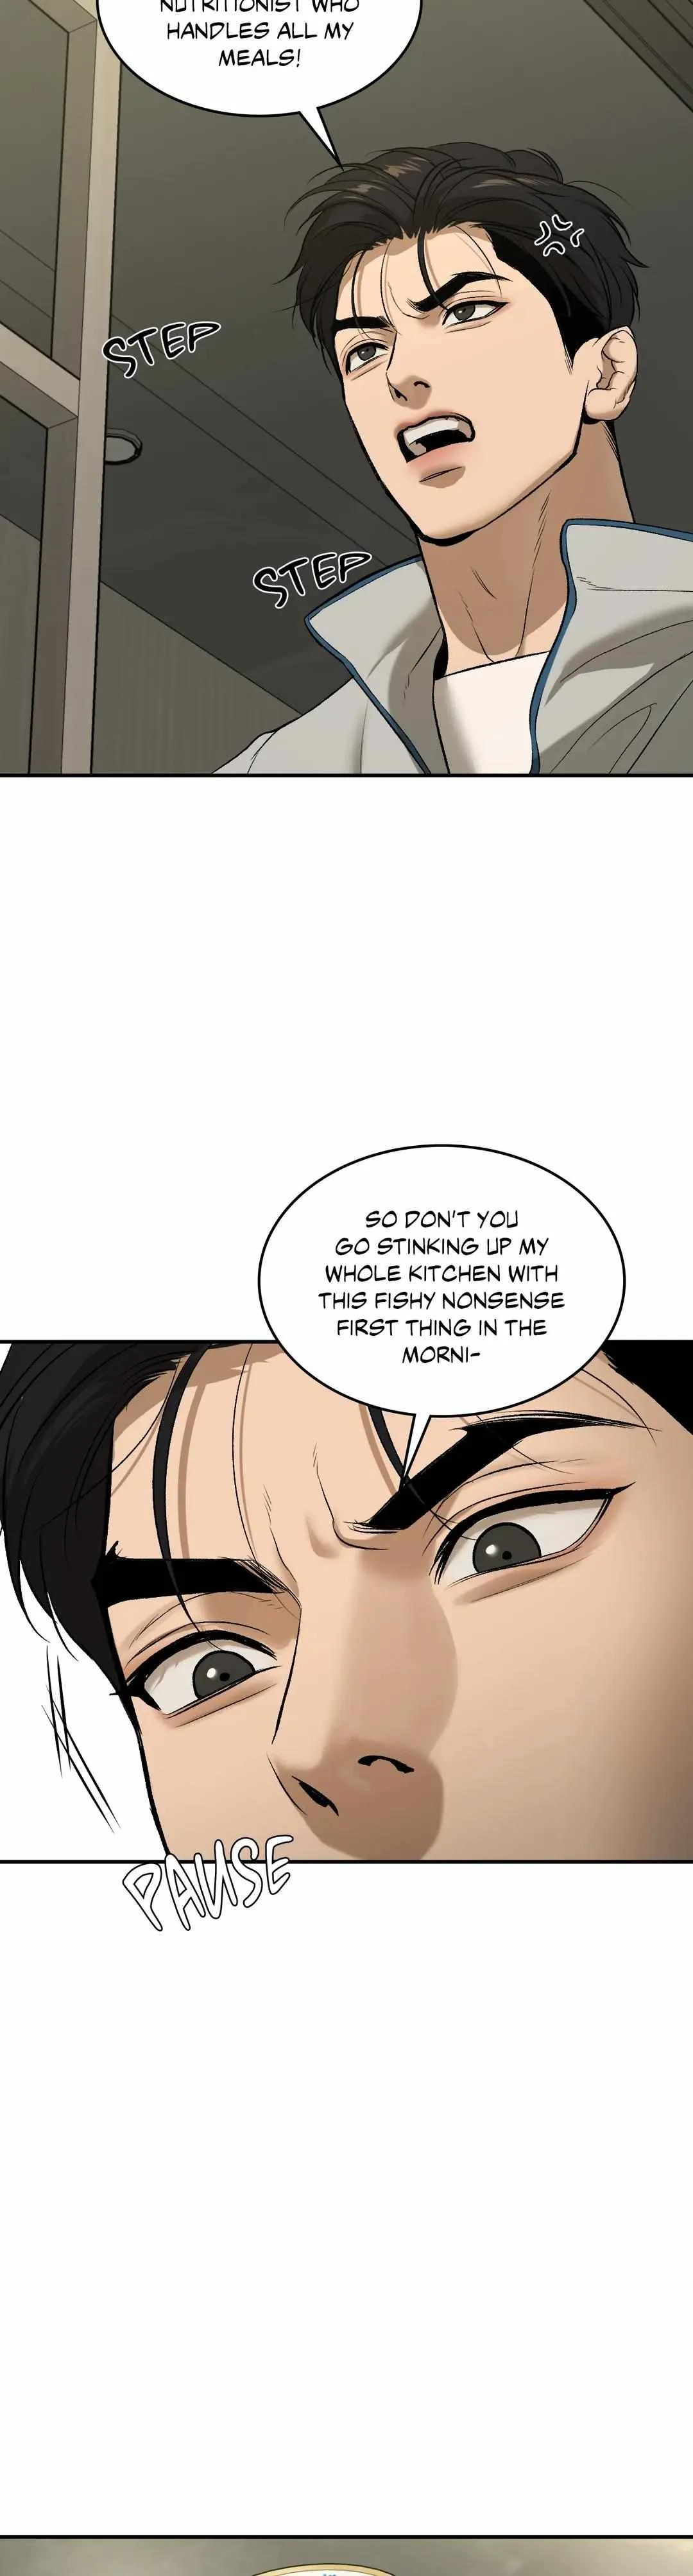 NUTRITIONIST WHO
HANDLES ALL MY
MEALS!
STEP
STEP
SO DON'T YOU
GO STINKING UP MY
WHOLE KITCHEN WITH
THIS FISHY NONSENSE
FIRST THING IN THE
MORNI-
PAUSE